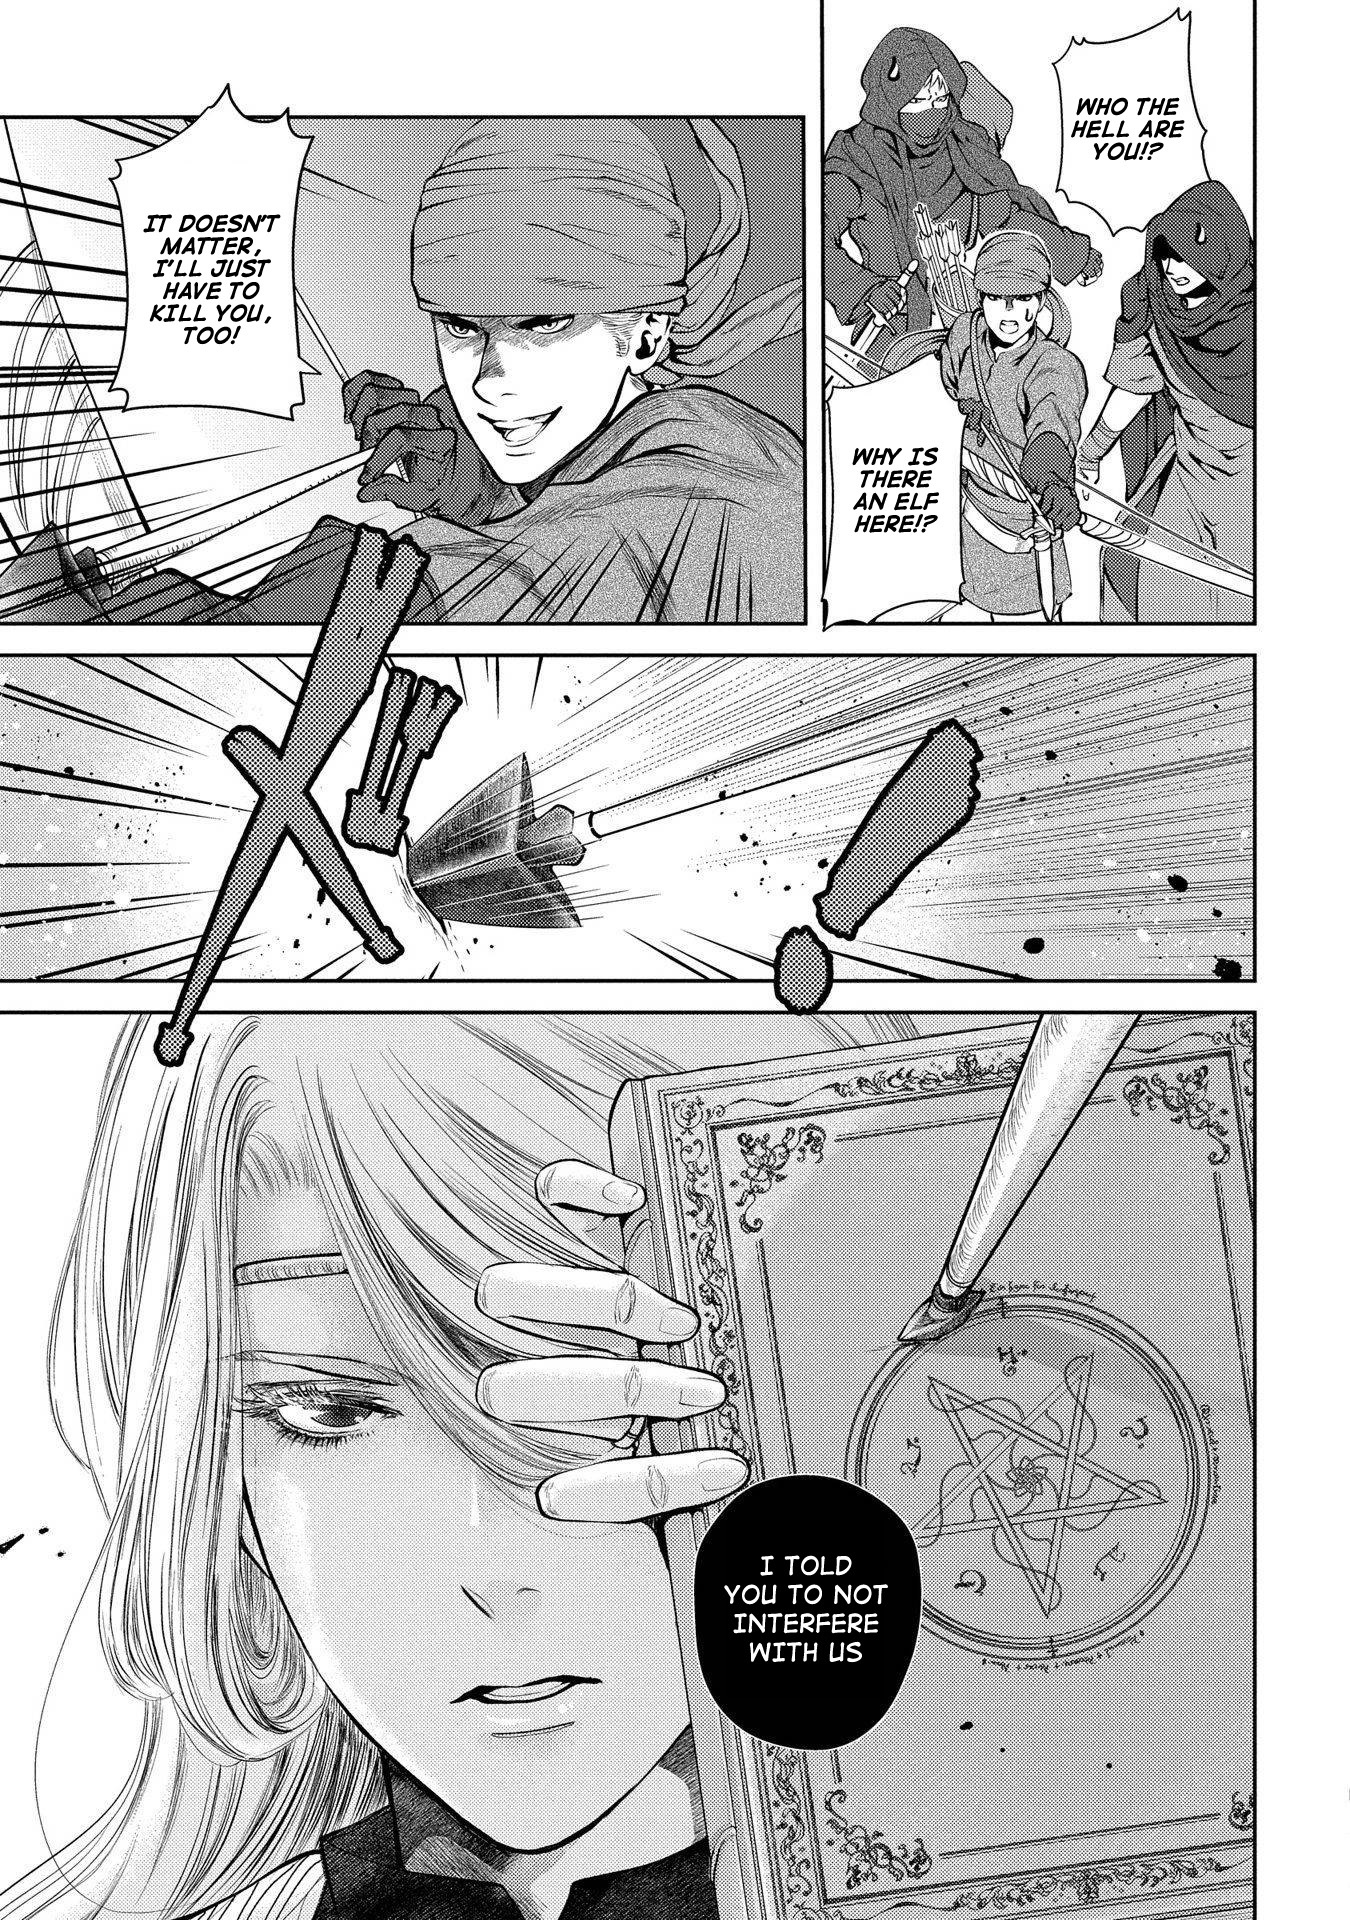 WHO THE
HELL ARE
YOU!?
WHY IS
THERE
AN ELF
HERE!?
IT DOESN'T
MATTER,
I'LL JUST
HAVE TO
KILL YOU,
TOO!
I TOLD
YOU TO NOT
INTERFERE
WITH US